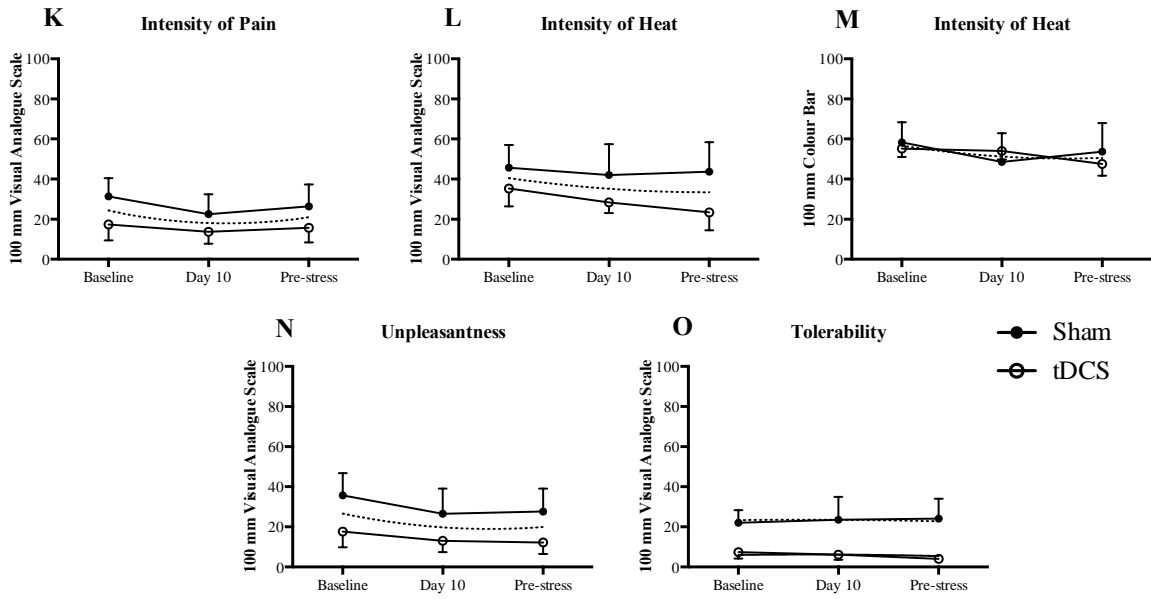 K
Intensity of Pain
100 mm Visual Analogue Scale
100
80
60
40
20
0
Baseline
Day 10
Pre-stress
L
Intensity of Heat
100 mm Visual Analogue Scale
100
80
60
40
20
0
Baseline
Day 10
Pre-stress
M
Intensity of Heat
100 mm Colour Bar
100
80
60
40
20
0
Baseline
Day 10
Pre-stress
N
Unpleasantness
100 mm Visual Analogue Scale
100
80
60
40
20
0
Baseline
Day 10
Pre-stress
O
Tolerability
100 mm Visual Analogue Scale
100
80
60
40
20
0
Baseline
Day 10
Pre-stress
Sham
tDCS